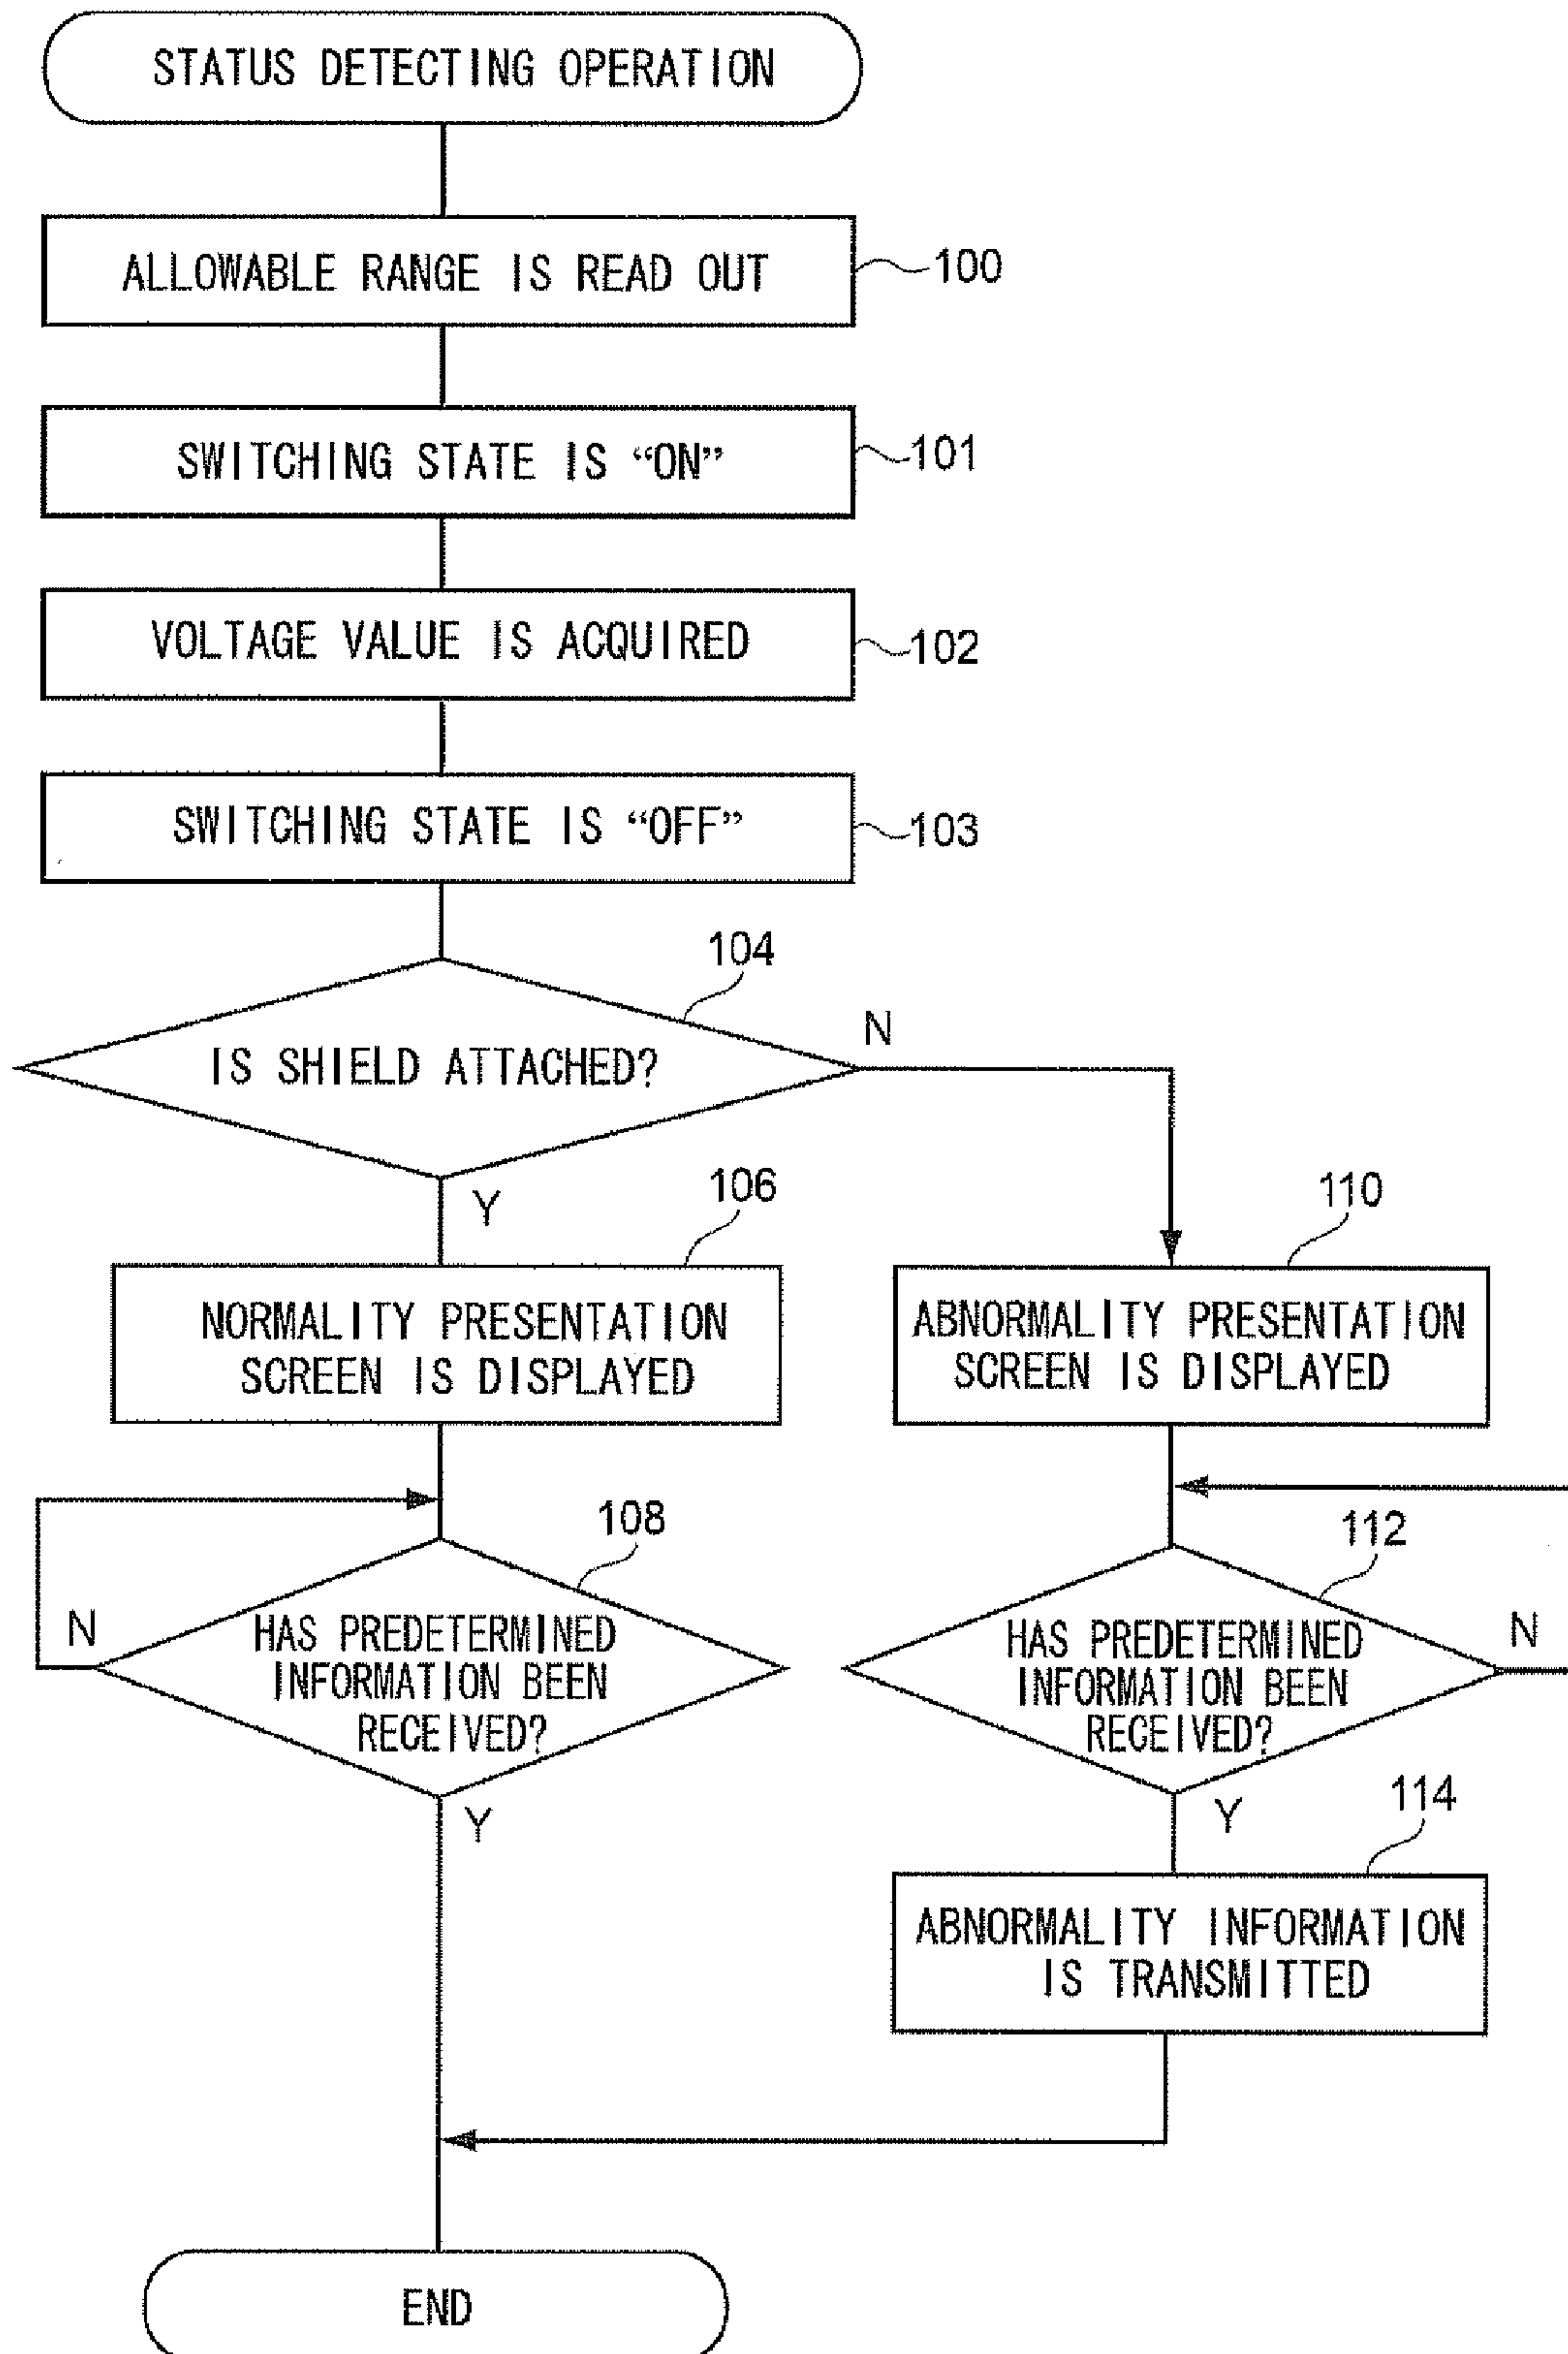 STATUS DETECTING OPERATION
ALLOWABLE RANGE IS READ OUT
100
SWITCHING STATE IS “ON”
101
VOLTAGE VALUE IS ACQUIRED
102
SWITCHING STATE IS “OFF”
103
104
IS SHIELD ATTACHED?
N
Y
106
NORMALITY PRESENTATION
SCREEN IS DISPLAYED
110
ABNORMALITY PRESENTATION
SCREEN IS DISPLAYED
108
N
HAS PREDETERMINED
INFORMATION BEEN
RECEIVED?
Y
112
HAS PREDETERMINED
INFORMATION BEEN
RECEIVED?
N
Y
114
ABNORMALITY INFORMATION
IS TRANSMITTED
END